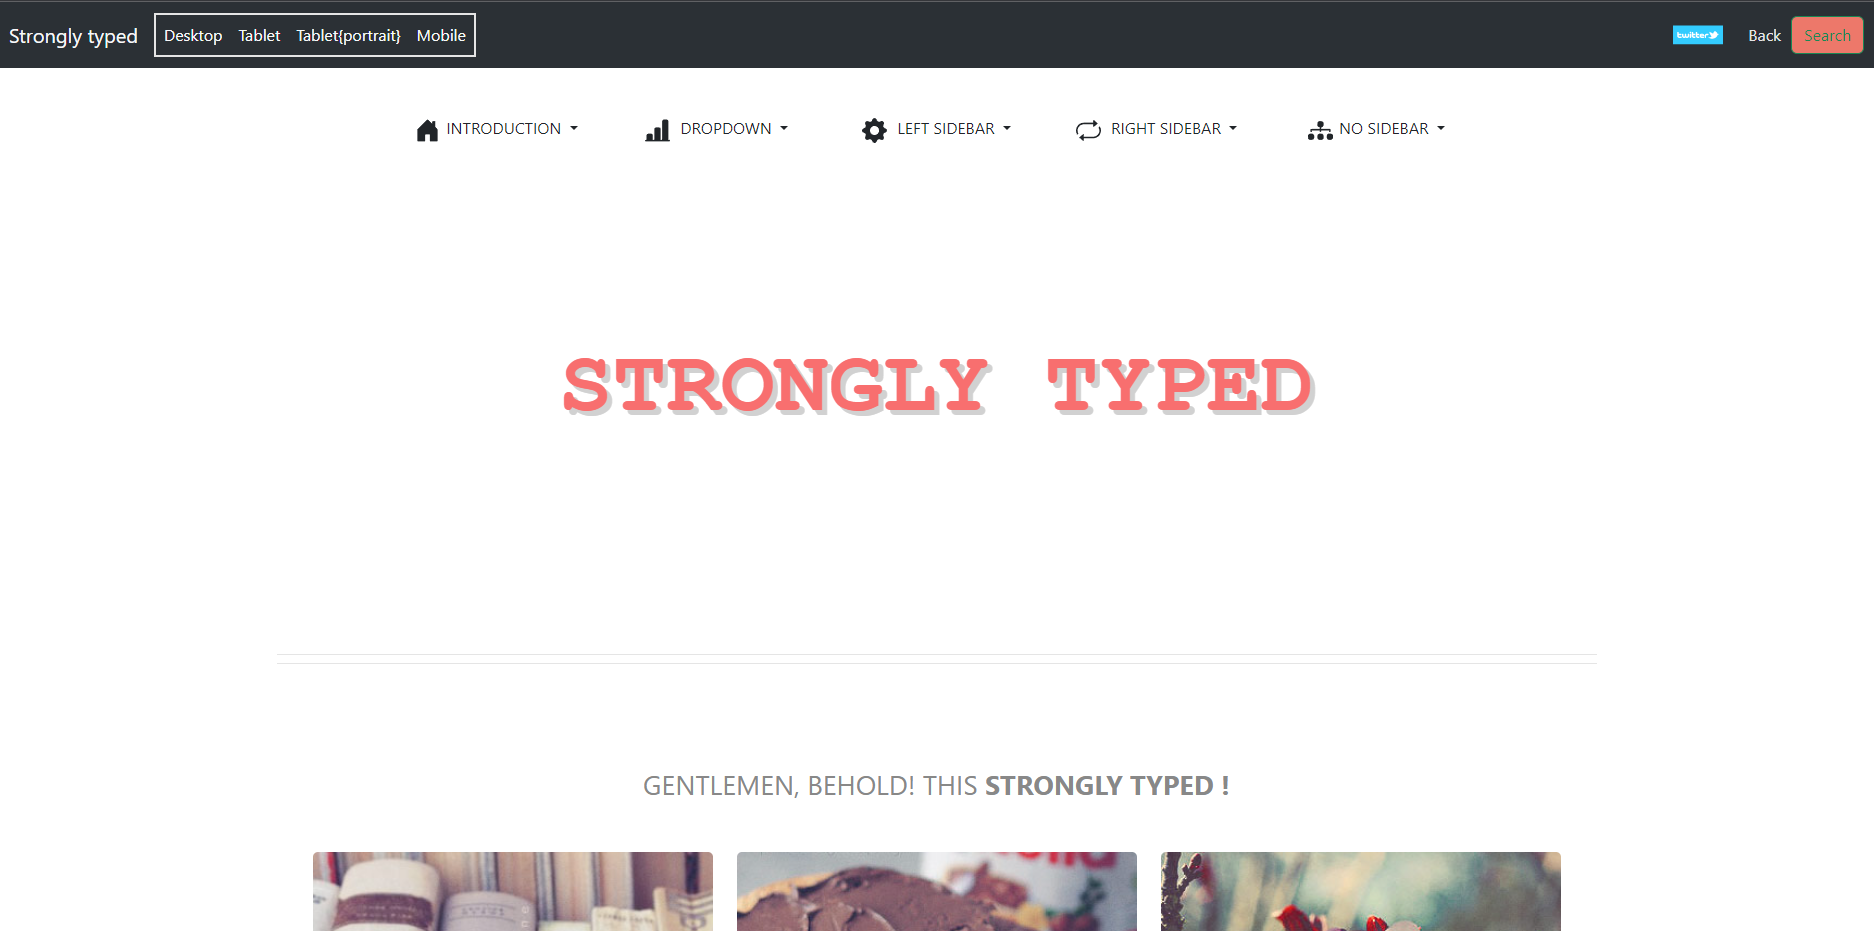 Strongly typed Desktop Tablet Tablet{portrait} Mobile twitter Back Search
INTRODUCTION DROPDOWN LEFT SIDEBAR RIGHT SIDEBAR NO SIDEBAR
STRONGLY TYPED
GENTLEMEN, BEHOLD! THIS STRONGLY TYPED !